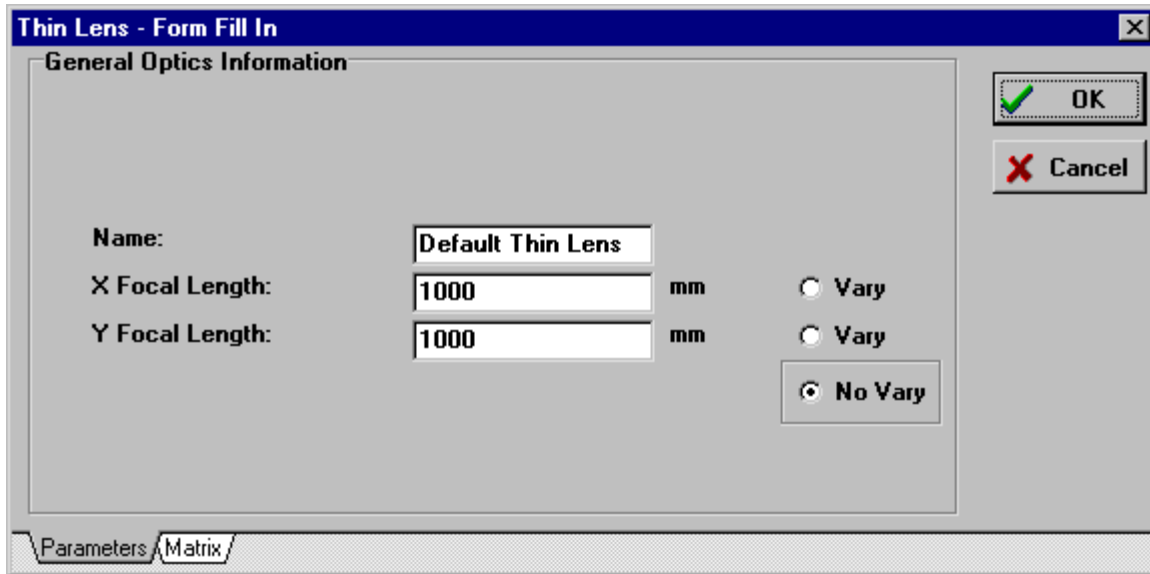 Thin Lens - Form Fill In
General Optics Information
OK
Cancel
Name: Default Thin Lens
X Focal Length: 1000 mm Vary
Y Focal Length: 1000 mm Vary
No Vary
Parameters Matrix